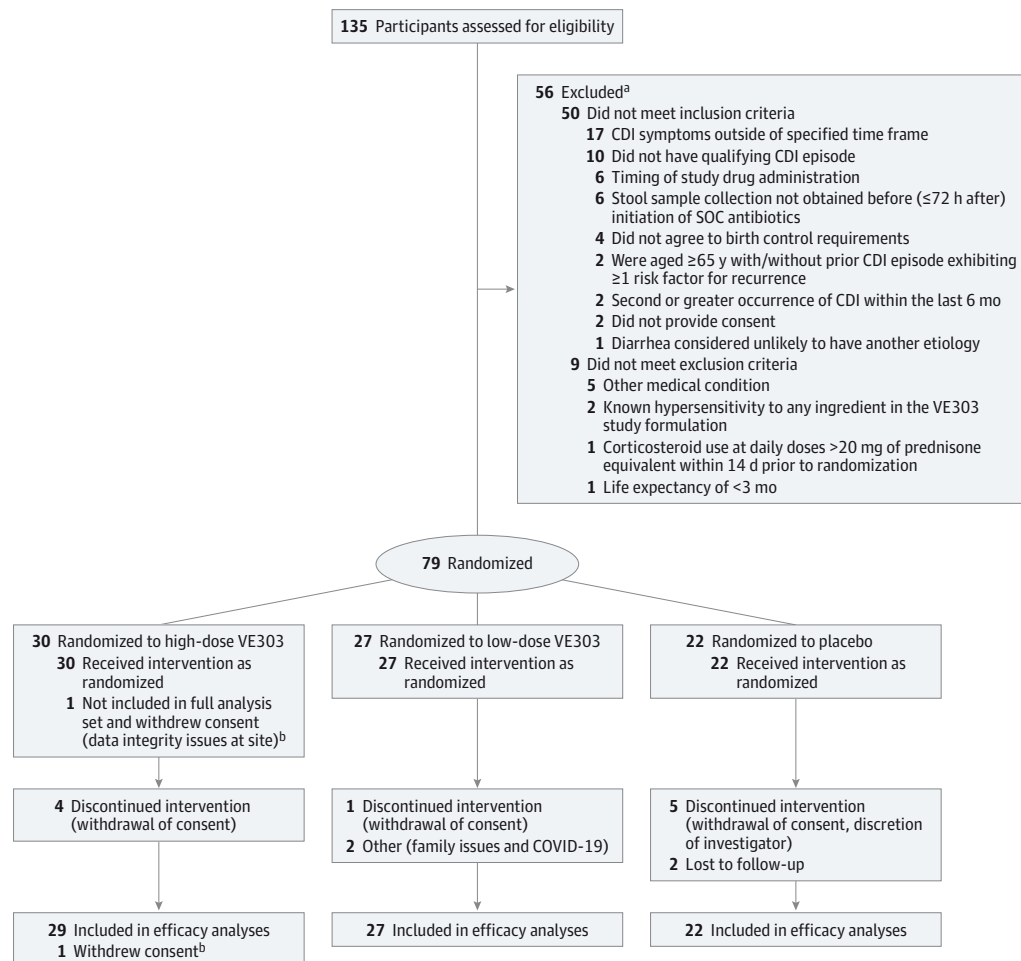 135 Participants assessed for eligibility
56 Excludedᵃ
50 Did not meet inclusion criteria
17 CDI symptoms outside of specified time frame
10 Did not have qualifying CDI episode
6 Timing of study drug administration
6 Stool sample collection not obtained before (≤72 h after)
initiation of SOC antibiotics
4 Did not agree to birth control requirements
2 Were aged ≥65 y with/without prior CDI episode exhibiting
≥1 risk factor for recurrence
2 Second or greater occurrence of CDI within the last 6 mo
2 Did not provide consent
1 Diarrhea considered unlikely to have another etiology
9 Did not meet exclusion criteria
5 Other medical condition
2 Known hypersensitivity to any ingredient in the VE303
study formulation
1 Corticosteroid use at daily doses >20 mg of prednisone
equivalent within 14 d prior to randomization
1 Life expectancy of <3 mo
79 Randomized
30 Randomized to high-dose VE303
30 Received intervention as
randomized
1 Not included in full analysis
set and withdrew consent
(data integrity issues at site)ᵇ
27 Randomized to low-dose VE303
27 Received intervention as
randomized
22 Randomized to placebo
22 Received intervention as
randomized
4 Discontinued intervention
(withdrawal of consent)
1 Discontinued intervention
(withdrawal of consent)
2 Other (family issues and COVID-19)
5 Discontinued intervention
(withdrawal of consent, discretion
of investigator)
2 Lost to follow-up
29 Included in efficacy analyses
1 Withdrew consentᵇ
27 Included in efficacy analyses
22 Included in efficacy analyses